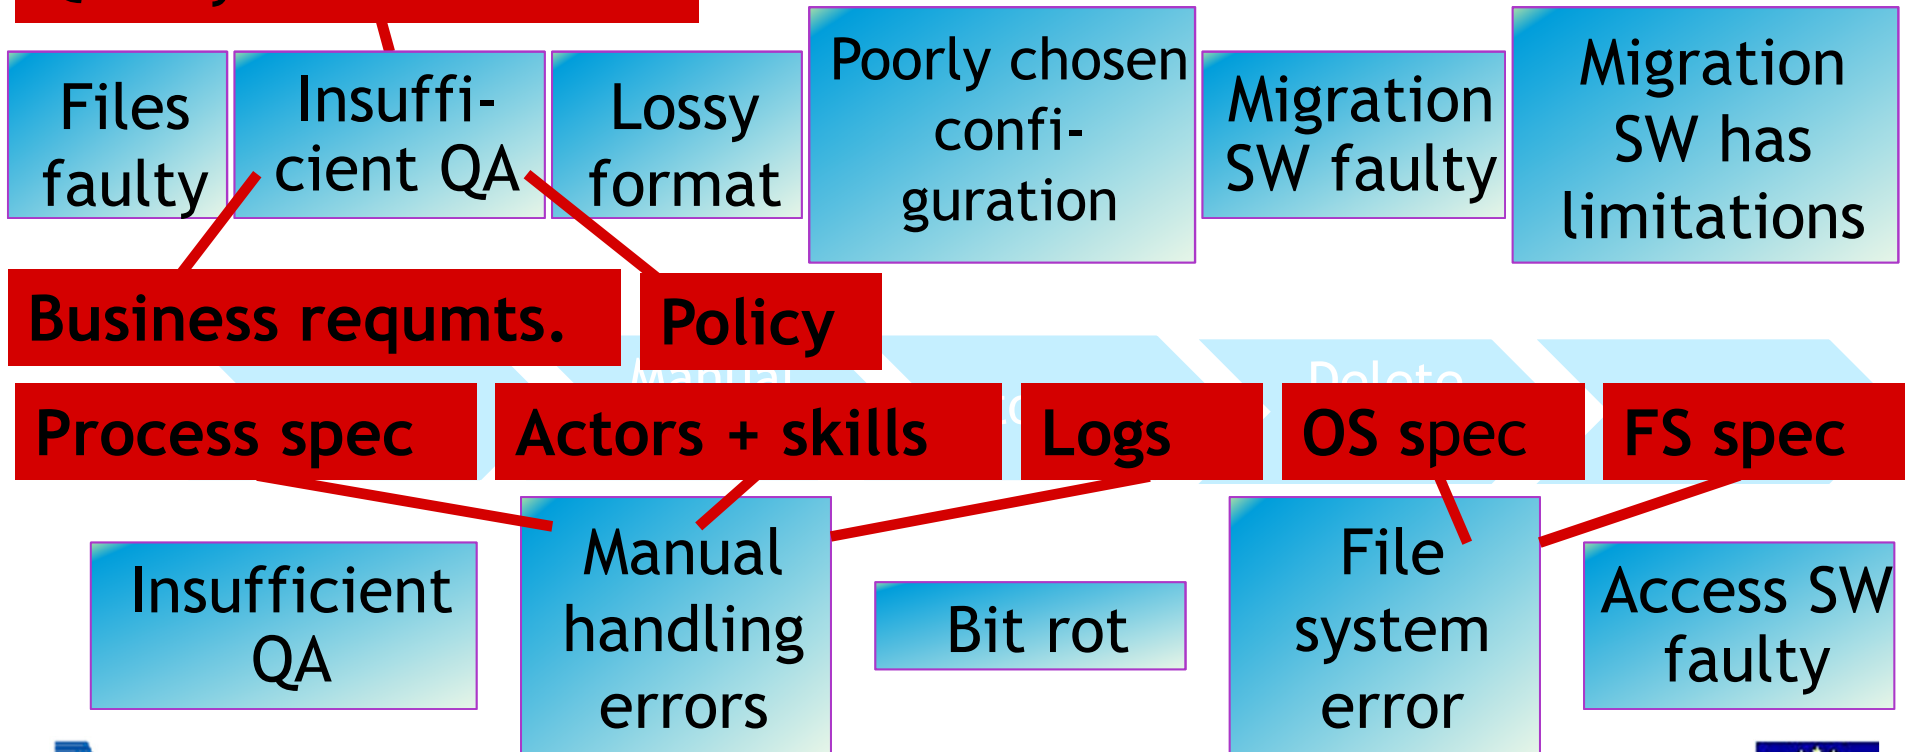 Files
faulty
Insuffi-
cient QA
Lossy
format
Poorly chosen
confi-
guration
Migration
SW faulty
Migration
SW has
limitations
Business requmts.
Policy
Manual
Delete
Process spec
Actors + skills
Logs
OS spec
FS spec
Insufficient
QA
Manual
handling
errors
Bit rot
File
system
error
Access SW
faulty